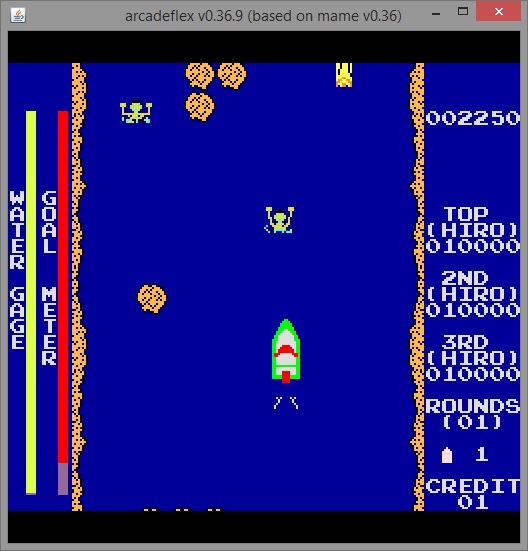 arcadeflex v0.36.9 (based on mame v0.36)
002250
WATER GAGE
GOAL METER
TOP
(HIRO)
010000
2ND
(HIRO)
010000
3RD
(HIRO)
010000
ROUNDS
(01)
1
CREDIT
01